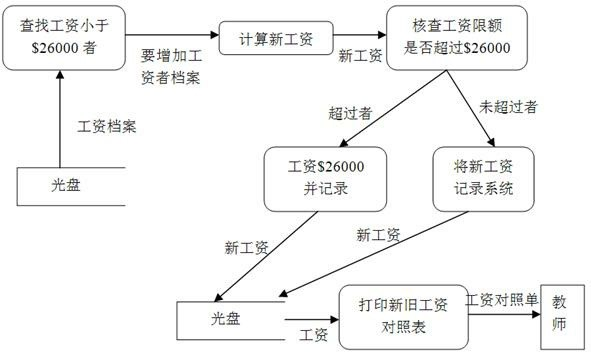 查找工资小于
$26000 者
要增加工
资者档案
计算新工资
新工资
核查工资限额
是否超过$26000
工资档案
光盘
超过者
未超过者
工资$26000
并记录
将新工资
记录系统
新工资
新工资
光盘
工资
打印新旧工资
对照表
工资对照单
教
师